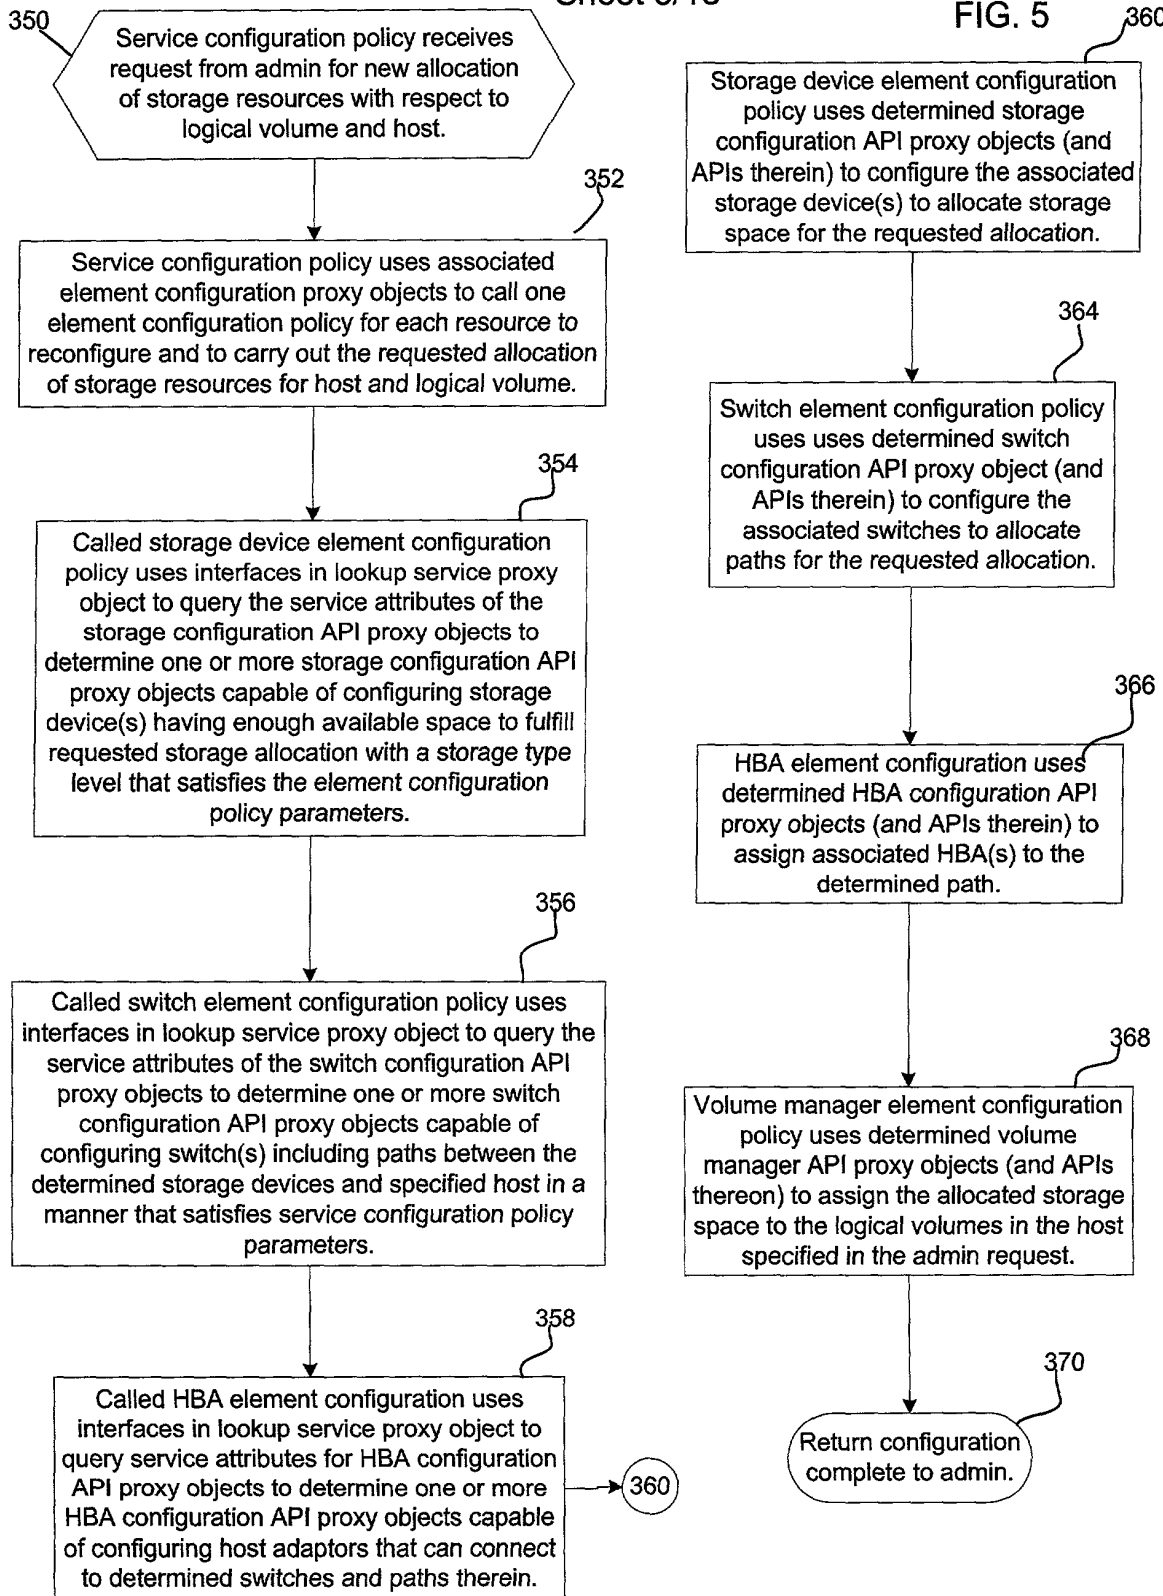 350
Service configuration policy receives
request from admin for new allocation
of storage resources with respect to
logical volume and host.
352
Service configuration policy uses associated
element configuration proxy objects to call one
element configuration policy for each resource to
reconfigure and to carry out the requested allocation
of storage resources for host and logical volume.
354
Called storage device element configuration
policy uses interfaces in lookup service proxy
object to query the service attributes of the
storage configuration API proxy objects to
determine one or more storage configuration API
proxy objects capable of configuring storage
device(s) having enough available space to fulfill
requested storage allocation with a storage type
level that satisfies the element configuration
policy parameters.
356
Called switch element configuration policy uses
interfaces in lookup service proxy object to query the
service attributes of the switch configuration API
proxy objects to determine one or more switch
configuration API proxy objects capable of
configuring switch(s) including paths between the
determined storage devices and specified host in a
manner that satisfies service configuration policy
parameters.
358
Called HBA element configuration uses
interfaces in lookup service proxy object to
query service attributes for HBA configuration
API proxy objects to determine one or more
HBA configuration API proxy objects capable
of configuring host adaptors that can connect
to determined switches and paths therein.
360
FIG. 5
360
Storage device element configuration
policy uses determined storage
configuration API proxy objects (and
APIs therein) to configure the associated
storage device(s) to allocate storage
space for the requested allocation.
364
Switch element configuration policy
uses uses determined switch
configuration API proxy object (and
APIs therein) to configure the
associated switches to allocate
paths for the requested allocation.
366
HBA element configuration uses
determined HBA configuration API
proxy objects (and APIs therein) to
assign associated HBA(s) to the
determined path.
368
Volume manager element configuration
policy uses determined volume
manager API proxy objects (and APIs
thereon) to assign the allocated storage
space to the logical volumes in the host
specified in the admin request.
370
Return configuration
complete to admin.